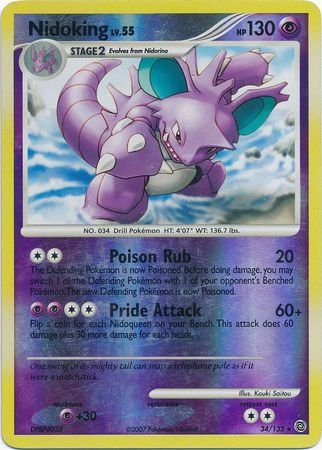 Nidoking LV.55 HP 130
STAGE2 Evolves from Nidorino
NO. 034 Drill Pokémon HT: 4'07" WT: 136.7 lbs.
Poison Rub 20
The Defending Pokémon is now Poisoned. Before doing damage, you may
switch 1 of the Defending Pokémon with 1 of your opponent's Benched
Pokémon. The new Defending Pokémon is now Poisoned.
Pride Attack 60+
Flip a coin for each Nidoqueen on your Bench. This attack does 60
damage plus 30 more damage for each heads.
One swing of its mighty tail can snap a telephone pole as if it
were a matchstick.
Illus. Kouki Saitou
weakness resistance retreat cost
+30
DPBP#035 ©2007 Pokémon/Nintendo 34/132 ★